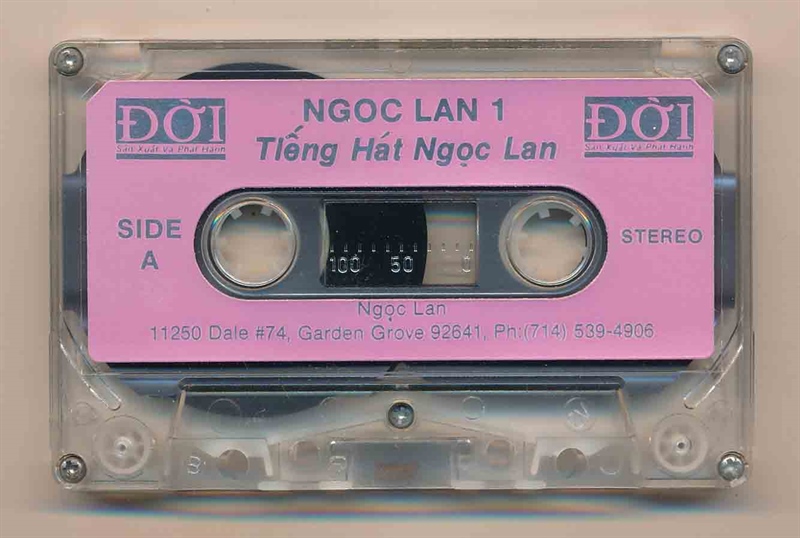 ĐỜI
Sản Xuất Và Phát Hành
NGOC LAN 1
Tiếng Hát Ngọc Lan
ĐỜI
Sản Xuất Và Phát Hành
SIDE
A
STEREO
100 50 0
Ngọc Lan
11250 Dale #74, Garden Grove 92641, Ph:(714) 539-4906
B